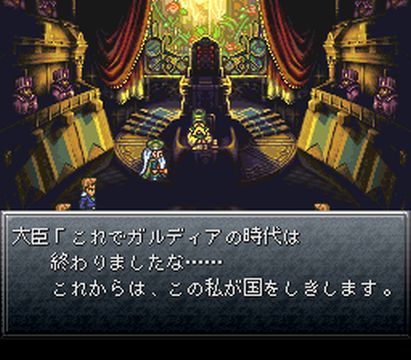 大臣「これでガルディアの時代は
終わりましたな……
これからは、この私が国をしきします。